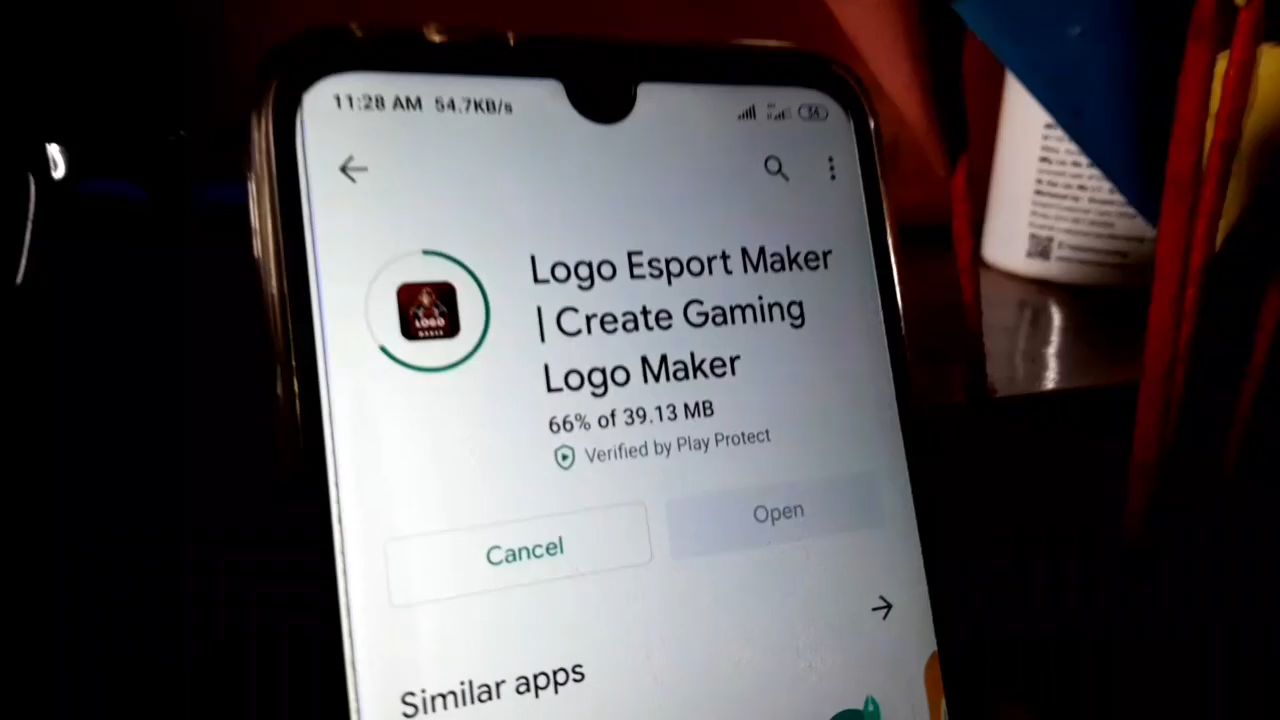 11:28 AM 54.7KB/s
Logo Esport Maker
| Create Gaming
Logo Maker
LOGO
66% of 39.13 MB
Verified by Play Protect
Cancel
Open
Similar apps